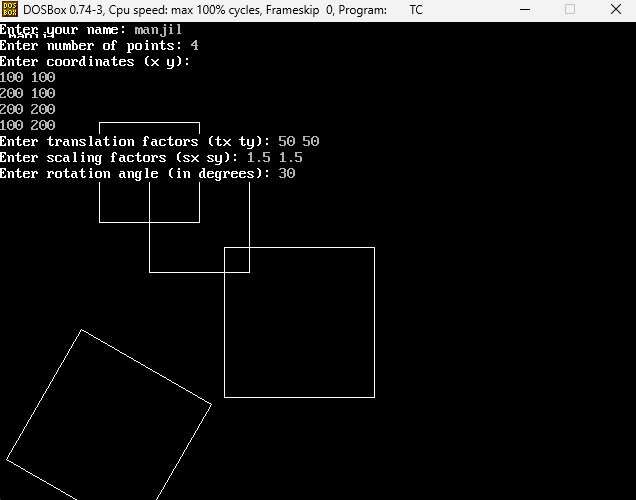 DOSBox 0.74-3, Cpu speed: max 100% cycles, Frameskip 0, Program: TC
Enter your name: manjil
Enter number of points: 4
Enter coordinates (x y):
100 100
200 100
200 200
100 200
Enter translation factors (tx ty): 50 50
Enter scaling factors (sx sy): 1.5 1.5
Enter rotation angle (in degrees): 30